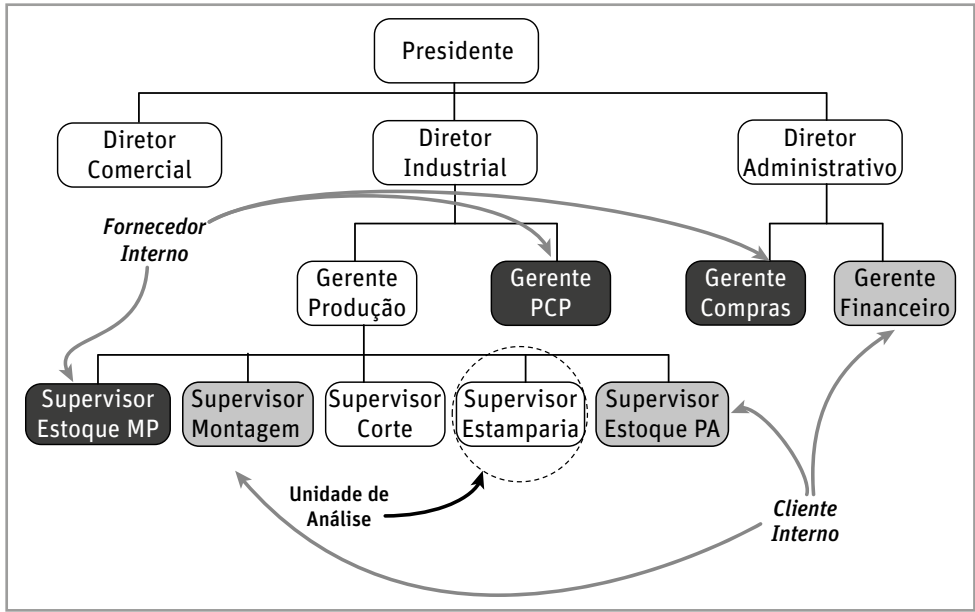 Presidente
Diretor
Comercial
Diretor
Industrial
Diretor
Administrativo
Fornecedor
Interno
Gerente
Produção
Gerente
PCP
Gerente
Compras
Gerente
Financeiro
Supervisor
Estoque MP
Supervisor
Montagem
Supervisor
Corte
Supervisor
Estamparia
Supervisor
Estoque PA
Unidade de
Análise
Cliente
Interno